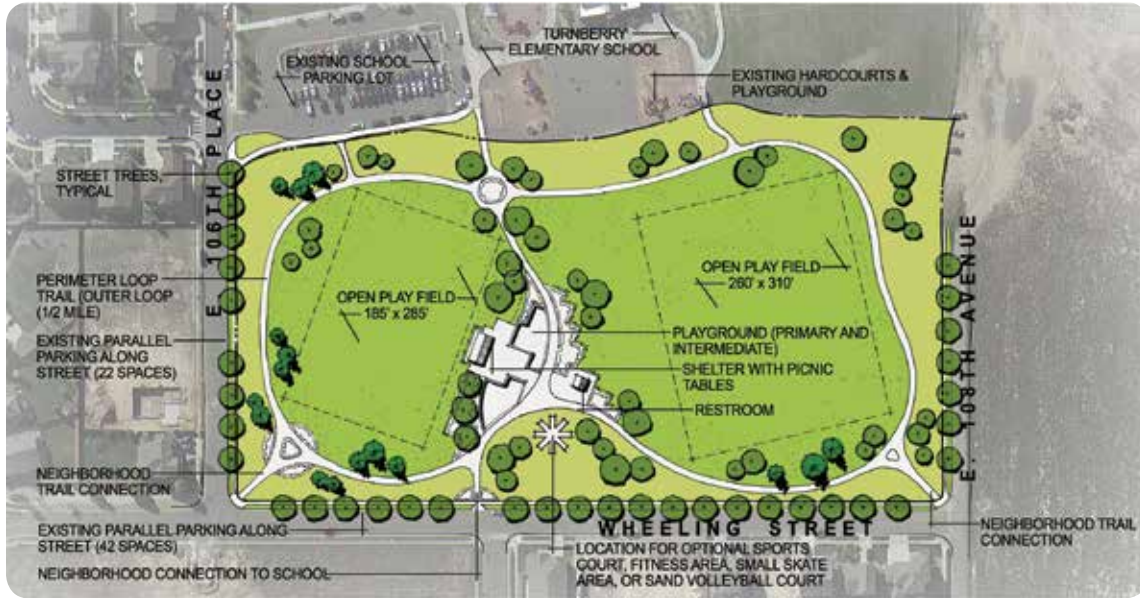 TURNBERRY
ELEMENTARY SCHOOL
EXISTING SCHOOL
PARKING LOT
EXISTING HARDCOURTS &
PLAYGROUND
E. 106TH PLACE
STREET TREES,
TYPICAL
PERIMETER LOOP
TRAIL (OUTER LOOP
(1/2 MILE)
EXISTING PARALLEL
PARKING ALONG
STREET (22 SPACES)
OPEN PLAY FIELD
185' x 285'
OPEN PLAY FIELD
260' x 310'
PLAYGROUND (PRIMARY AND
INTERMEDIATE)
SHELTER WITH PICNIC
TABLES
RESTROOM
E. 108TH AVENUE
NEIGHBORHOOD
TRAIL CONNECTION
EXISTING PARALLEL PARKING ALONG
STREET (42 SPACES)
NEIGHBORHOOD CONNECTION TO SCHOOL
WHEELING STREET
LOCATION FOR OPTIONAL SPORTS
COURT, FITNESS AREA, SMALL SKATE
AREA, OR SAND VOLLEYBALL COURT
NEIGHBORHOOD TRAIL
CONNECTION